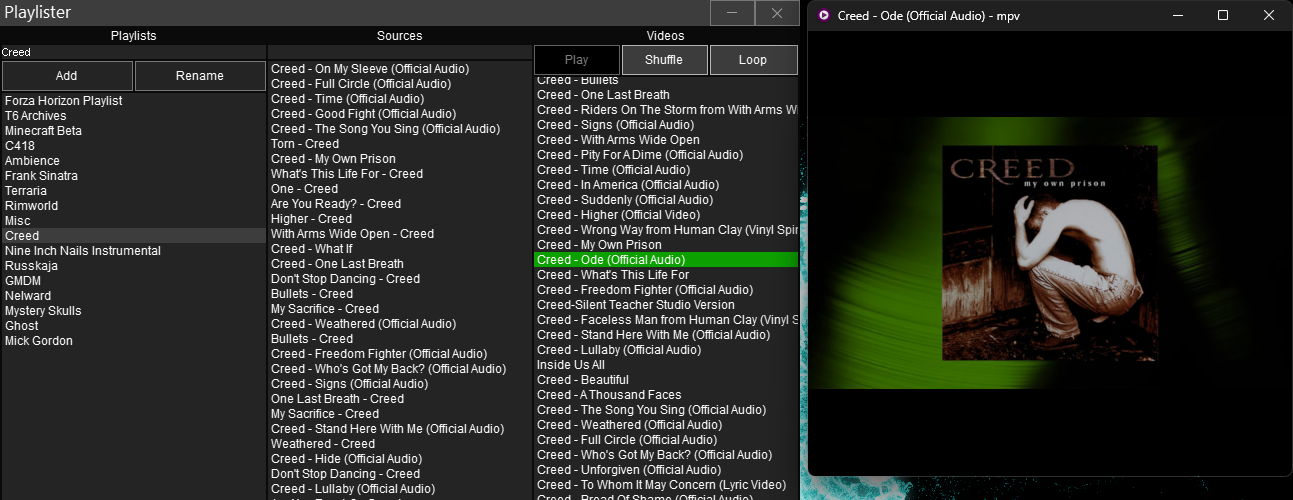 Playlister
Playlists
Sources
Videos
Creed
Add
Rename
Forza Horizon Playlist
T6 Archives
Minecraft Beta
C418
Ambience
Frank Sinatra
Terraria
Rimworld
Misc
Creed
Nine Inch Nails Instrumental
Russkaja
GMDM
Nelward
Mystery Skulls
Ghost
Mick Gordon
Creed - On My Sleeve (Official Audio)
Creed - Full Circle (Official Audio)
Creed - Time (Official Audio)
Creed - Good Fight (Official Audio)
Creed - The Song You Sing (Official Audio)
Torn - Creed
Creed - My Own Prison
What's This Life For - Creed
One - Creed
Are You Ready? - Creed
Higher - Creed
With Arms Wide Open - Creed
Creed - What If
Creed - One Last Breath
Don't Stop Dancing - Creed
Bullets - Creed
My Sacrifice - Creed
Creed - Weathered (Official Audio)
Bullets - Creed
Creed - Freedom Fighter (Official Audio)
Creed - Who's Got My Back? (Official Audio)
Creed - Signs (Official Audio)
One Last Breath - Creed
My Sacrifice - Creed
Creed - Stand Here With Me (Official Audio)
Weathered - Creed
Creed - Hide (Official Audio)
Don't Stop Dancing - Creed
Creed - Lullaby (Official Audio)
Play
Shuffle
Loop
Creed - Bullets
Creed - One Last Breath
Creed - Riders On The Storm from With Arms Wi
Creed - Signs (Official Audio)
Creed - With Arms Wide Open
Creed - Pity For A Dime (Official Audio)
Creed - Time (Official Audio)
Creed - In America (Official Audio)
Creed - Suddenly (Official Audio)
Creed - Higher (Official Video)
Creed - Wrong Way from Human Clay (Vinyl Spin
Creed - My Own Prison
Creed - Ode (Official Audio)
Creed - What's This Life For
Creed - Freedom Fighter (Official Audio)
Creed-Silent Teacher Studio Version
Creed - Faceless Man from Human Clay (Vinyl S
Creed - Stand Here With Me (Official Audio)
Creed - Lullaby (Official Audio)
Inside Us All
Creed - Beautiful
Creed - A Thousand Faces
Creed - The Song You Sing (Official Audio)
Creed - Weathered (Official Audio)
Creed - Full Circle (Official Audio)
Creed - Who's Got My Back? (Official Audio)
Creed - Unforgiven (Official Audio)
Creed - To Whom It May Concern (Lyric Video)
Creed - Bread Of Shame (Official Audio)
Creed - Ode (Official Audio) - mpv
CREED
my own prison